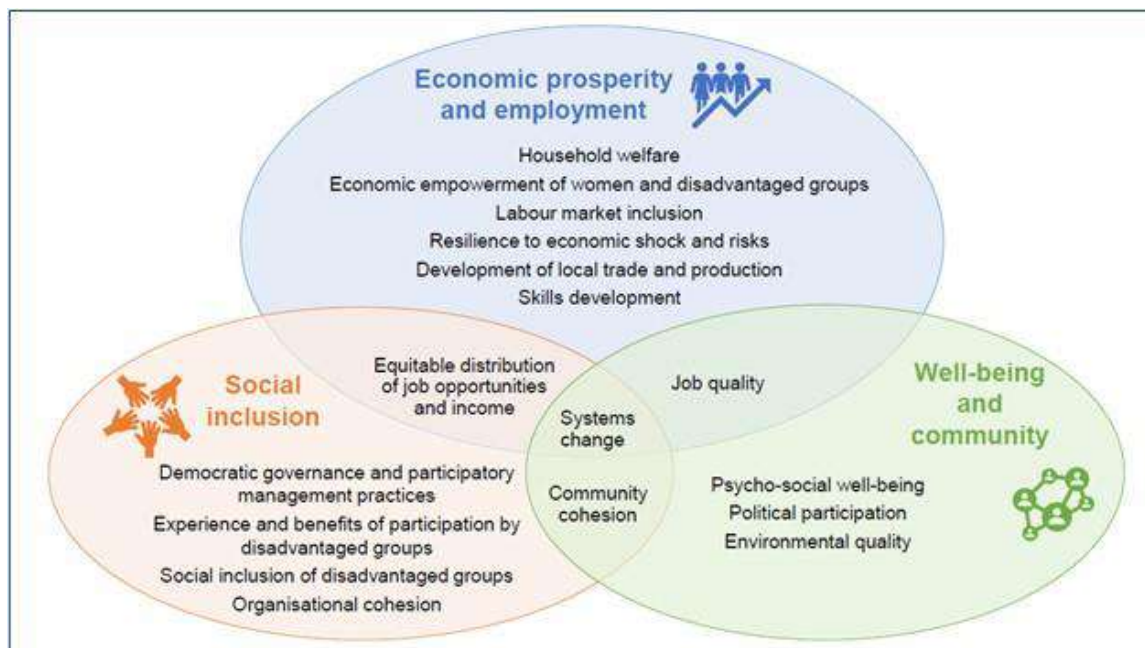 Economic prosperity
and employment
Household welfare
Economic empowerment of women and disadvantaged groups
Labour market inclusion
Resilience to economic shock and risks
Development of local trade and production
Skills development
Equitable distribution
of job opportunities
and income
Job quality
Systems
change
Community
cohesion
Social
inclusion
Democratic governance and participatory
management practices
Experience and benefits of participation by
disadvantaged groups
Social inclusion of disadvantaged groups
Organisational cohesion
Well-being
and
community
Psycho-social well-being
Political participation
Environmental quality